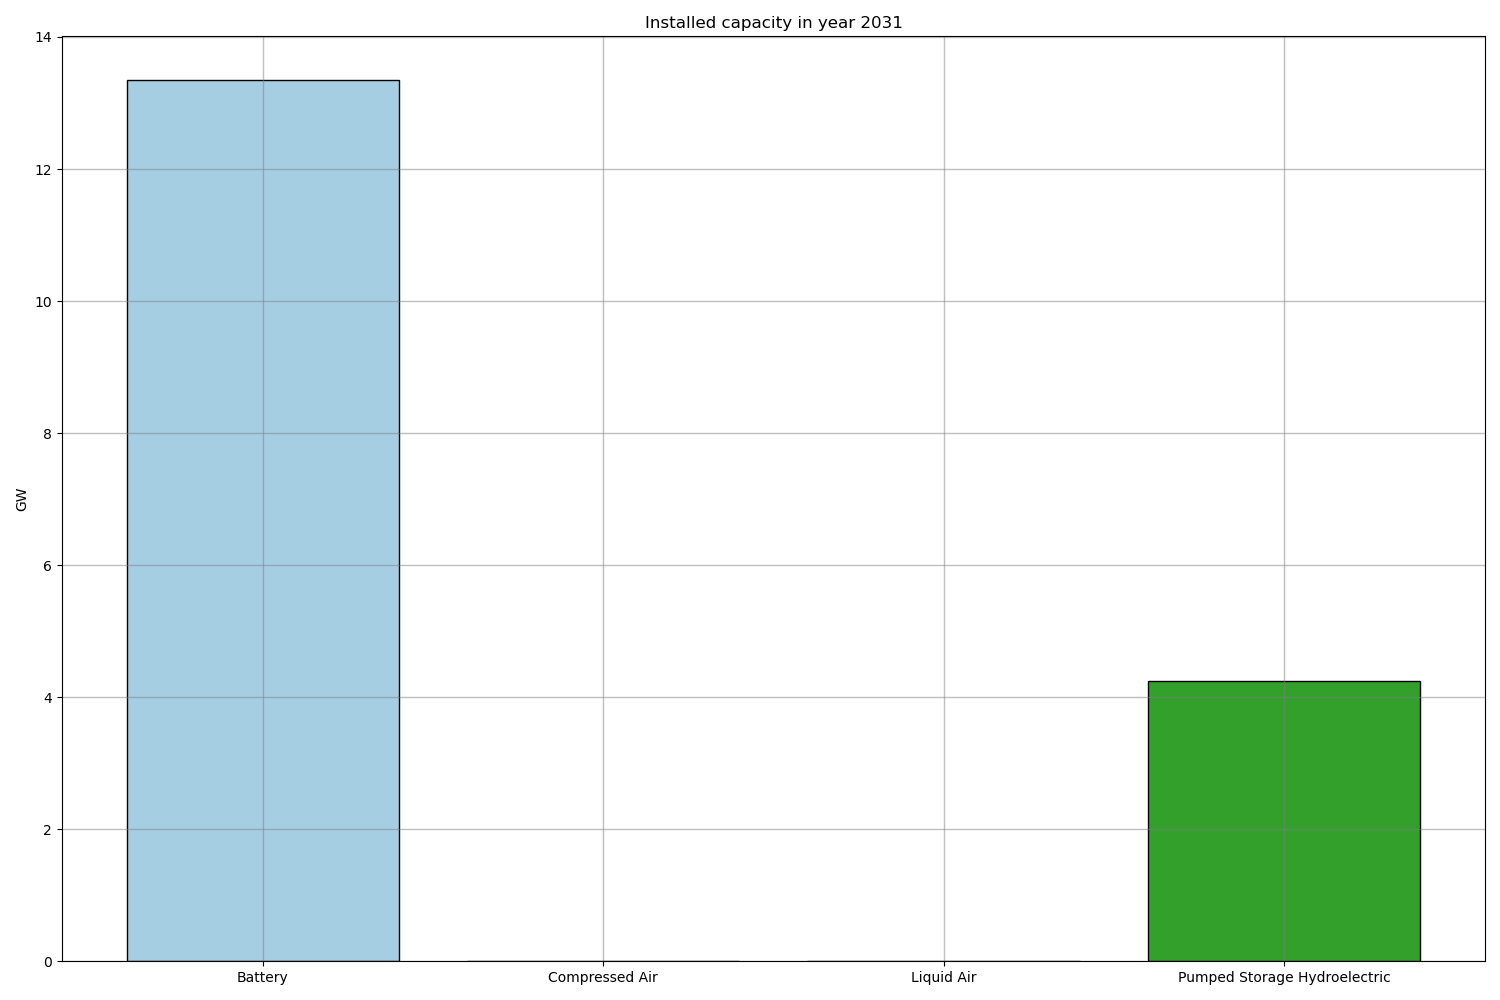 Installed capacity in year 2031
14
12
10
8
6
4
2
0
GW
Battery
Compressed Air
Liquid Air
Pumped Storage Hydroelectric